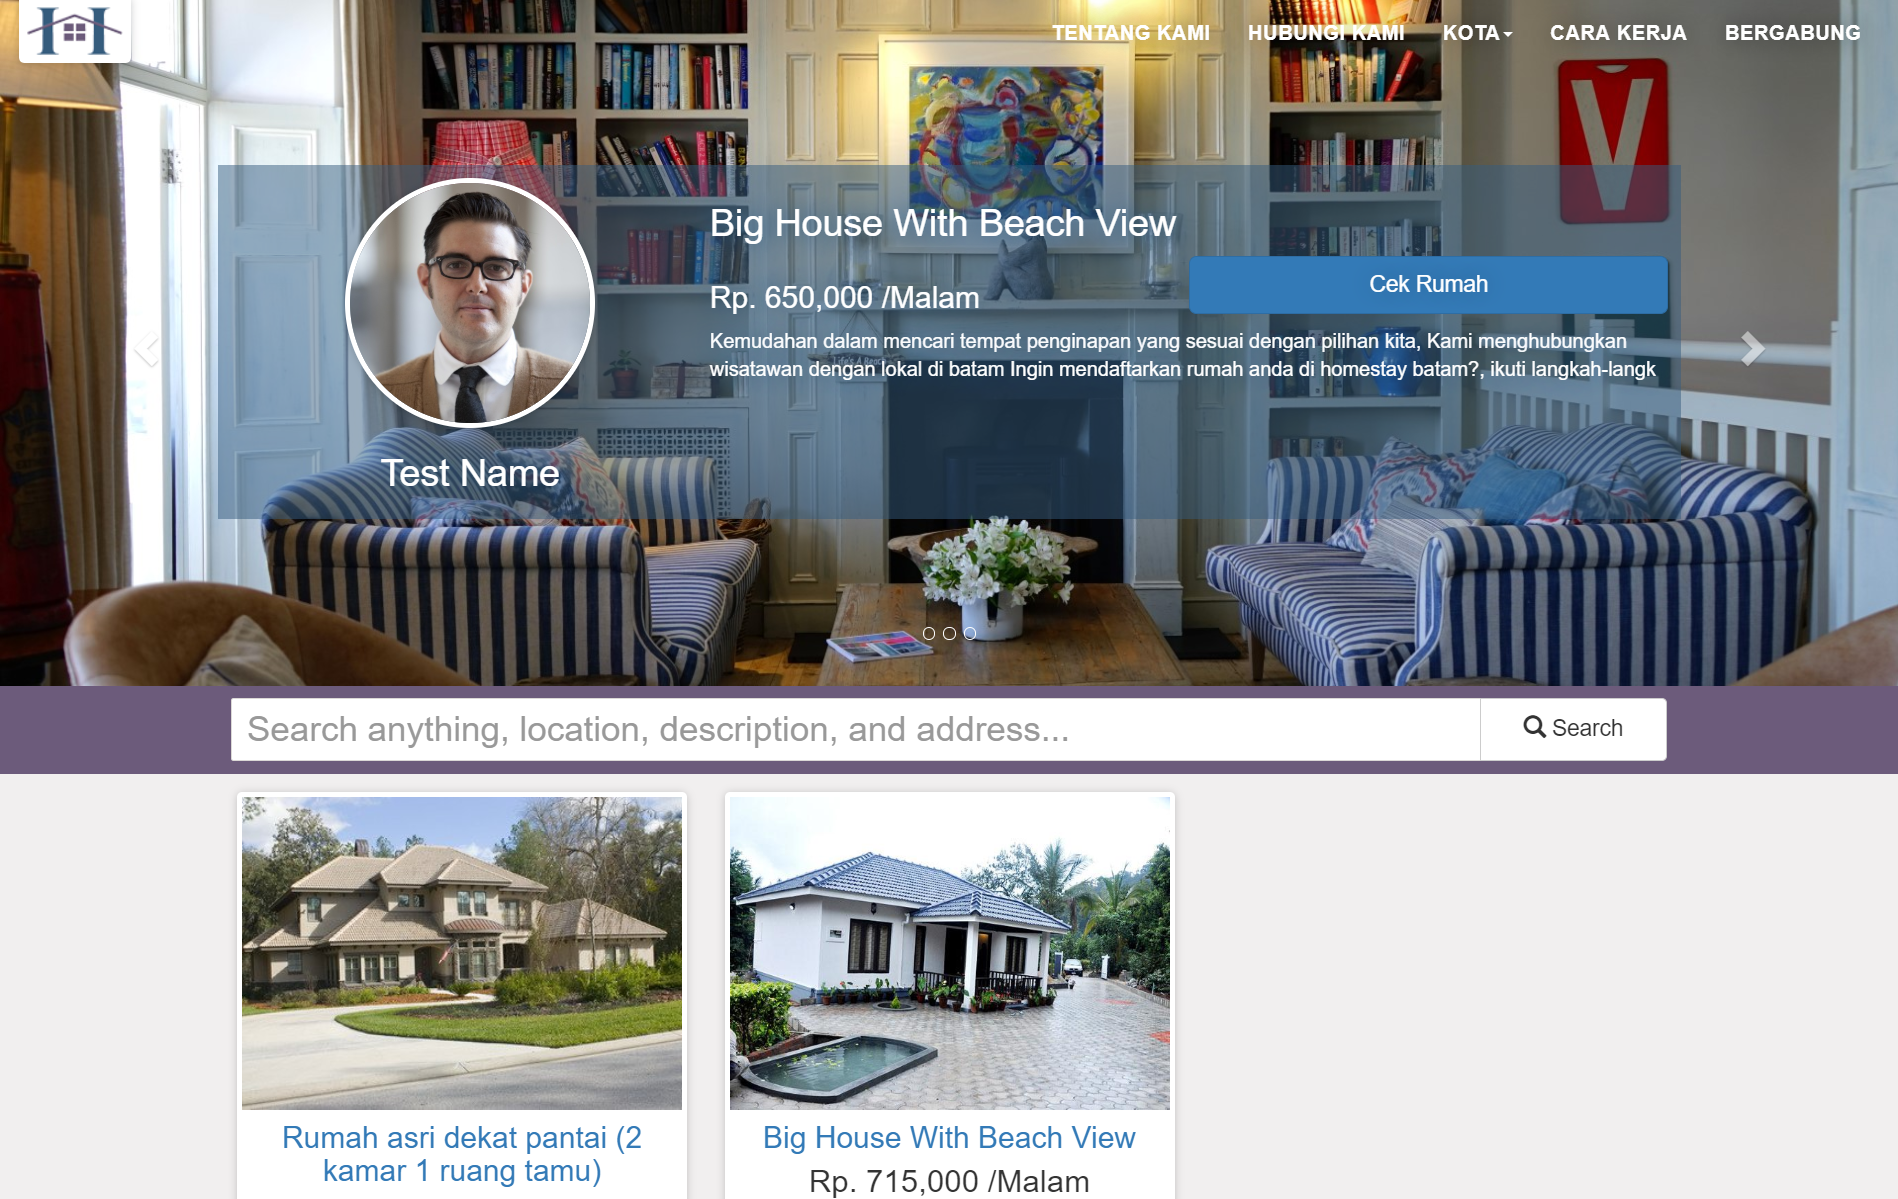 TENTANG KAMI HUBUNGI KAMI KOTA CARA KERJA BERGABUNG
V
Big House With Beach View
Cek Rumah
Rp. 650,000 /Malam
Kemudahan dalam mencari tempat penginapan yang sesuai dengan pilihan kita, Kami menghubungkan
wisatawan dengan lokal di batam Ingin mendaftarkan rumah anda di homestay batam?, ikuti langkah-langk
Life's A Beach
Test Name
Search anything, location, description, and address...
Search
Rumah asri dekat pantai (2
kamar 1 ruang tamu)
Big House With Beach View
Rp. 715,000 /Malam